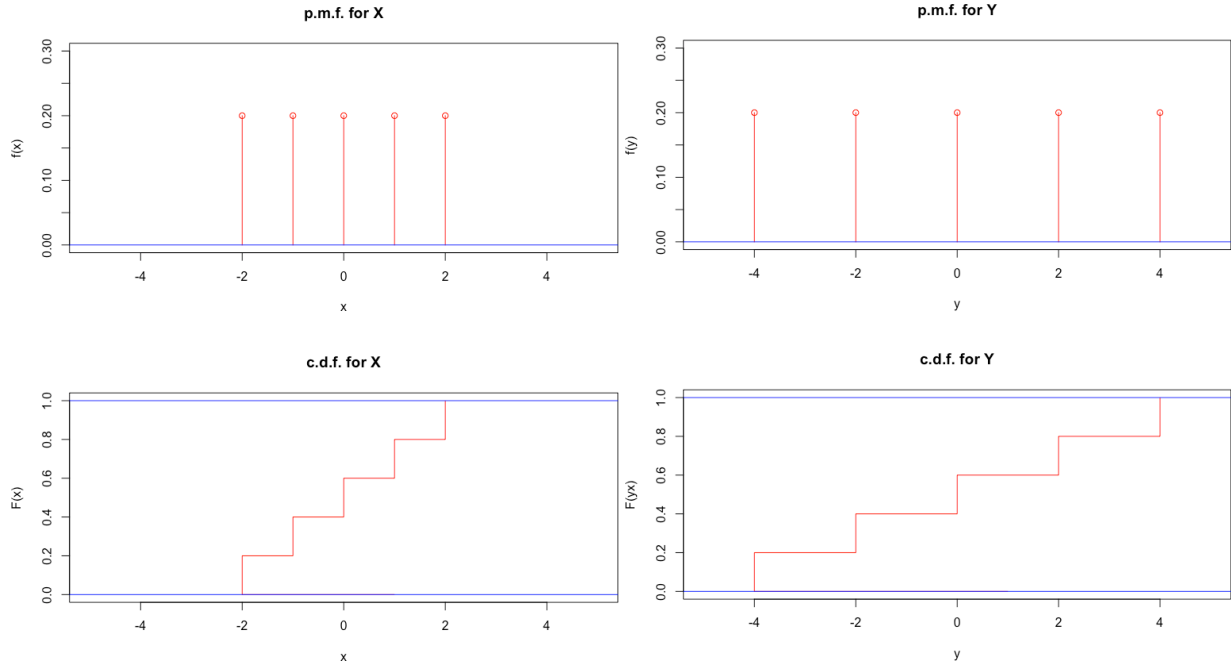 p.m.f. for X
f(x)
0.30
0.20
0.10
0.00
-4 -2 0 2 4
x
p.m.f. for Y
f(y)
0.30
0.20
0.10
0.00
-4 -2 0 2 4
y
c.d.f. for X
F(x)
1.0
0.8
0.6
0.4
0.2
0.0
-4 -2 0 2 4
x
c.d.f. for Y
F(yx)
1.0
0.8
0.6
0.4
0.2
0.0
-4 -2 0 2 4
y